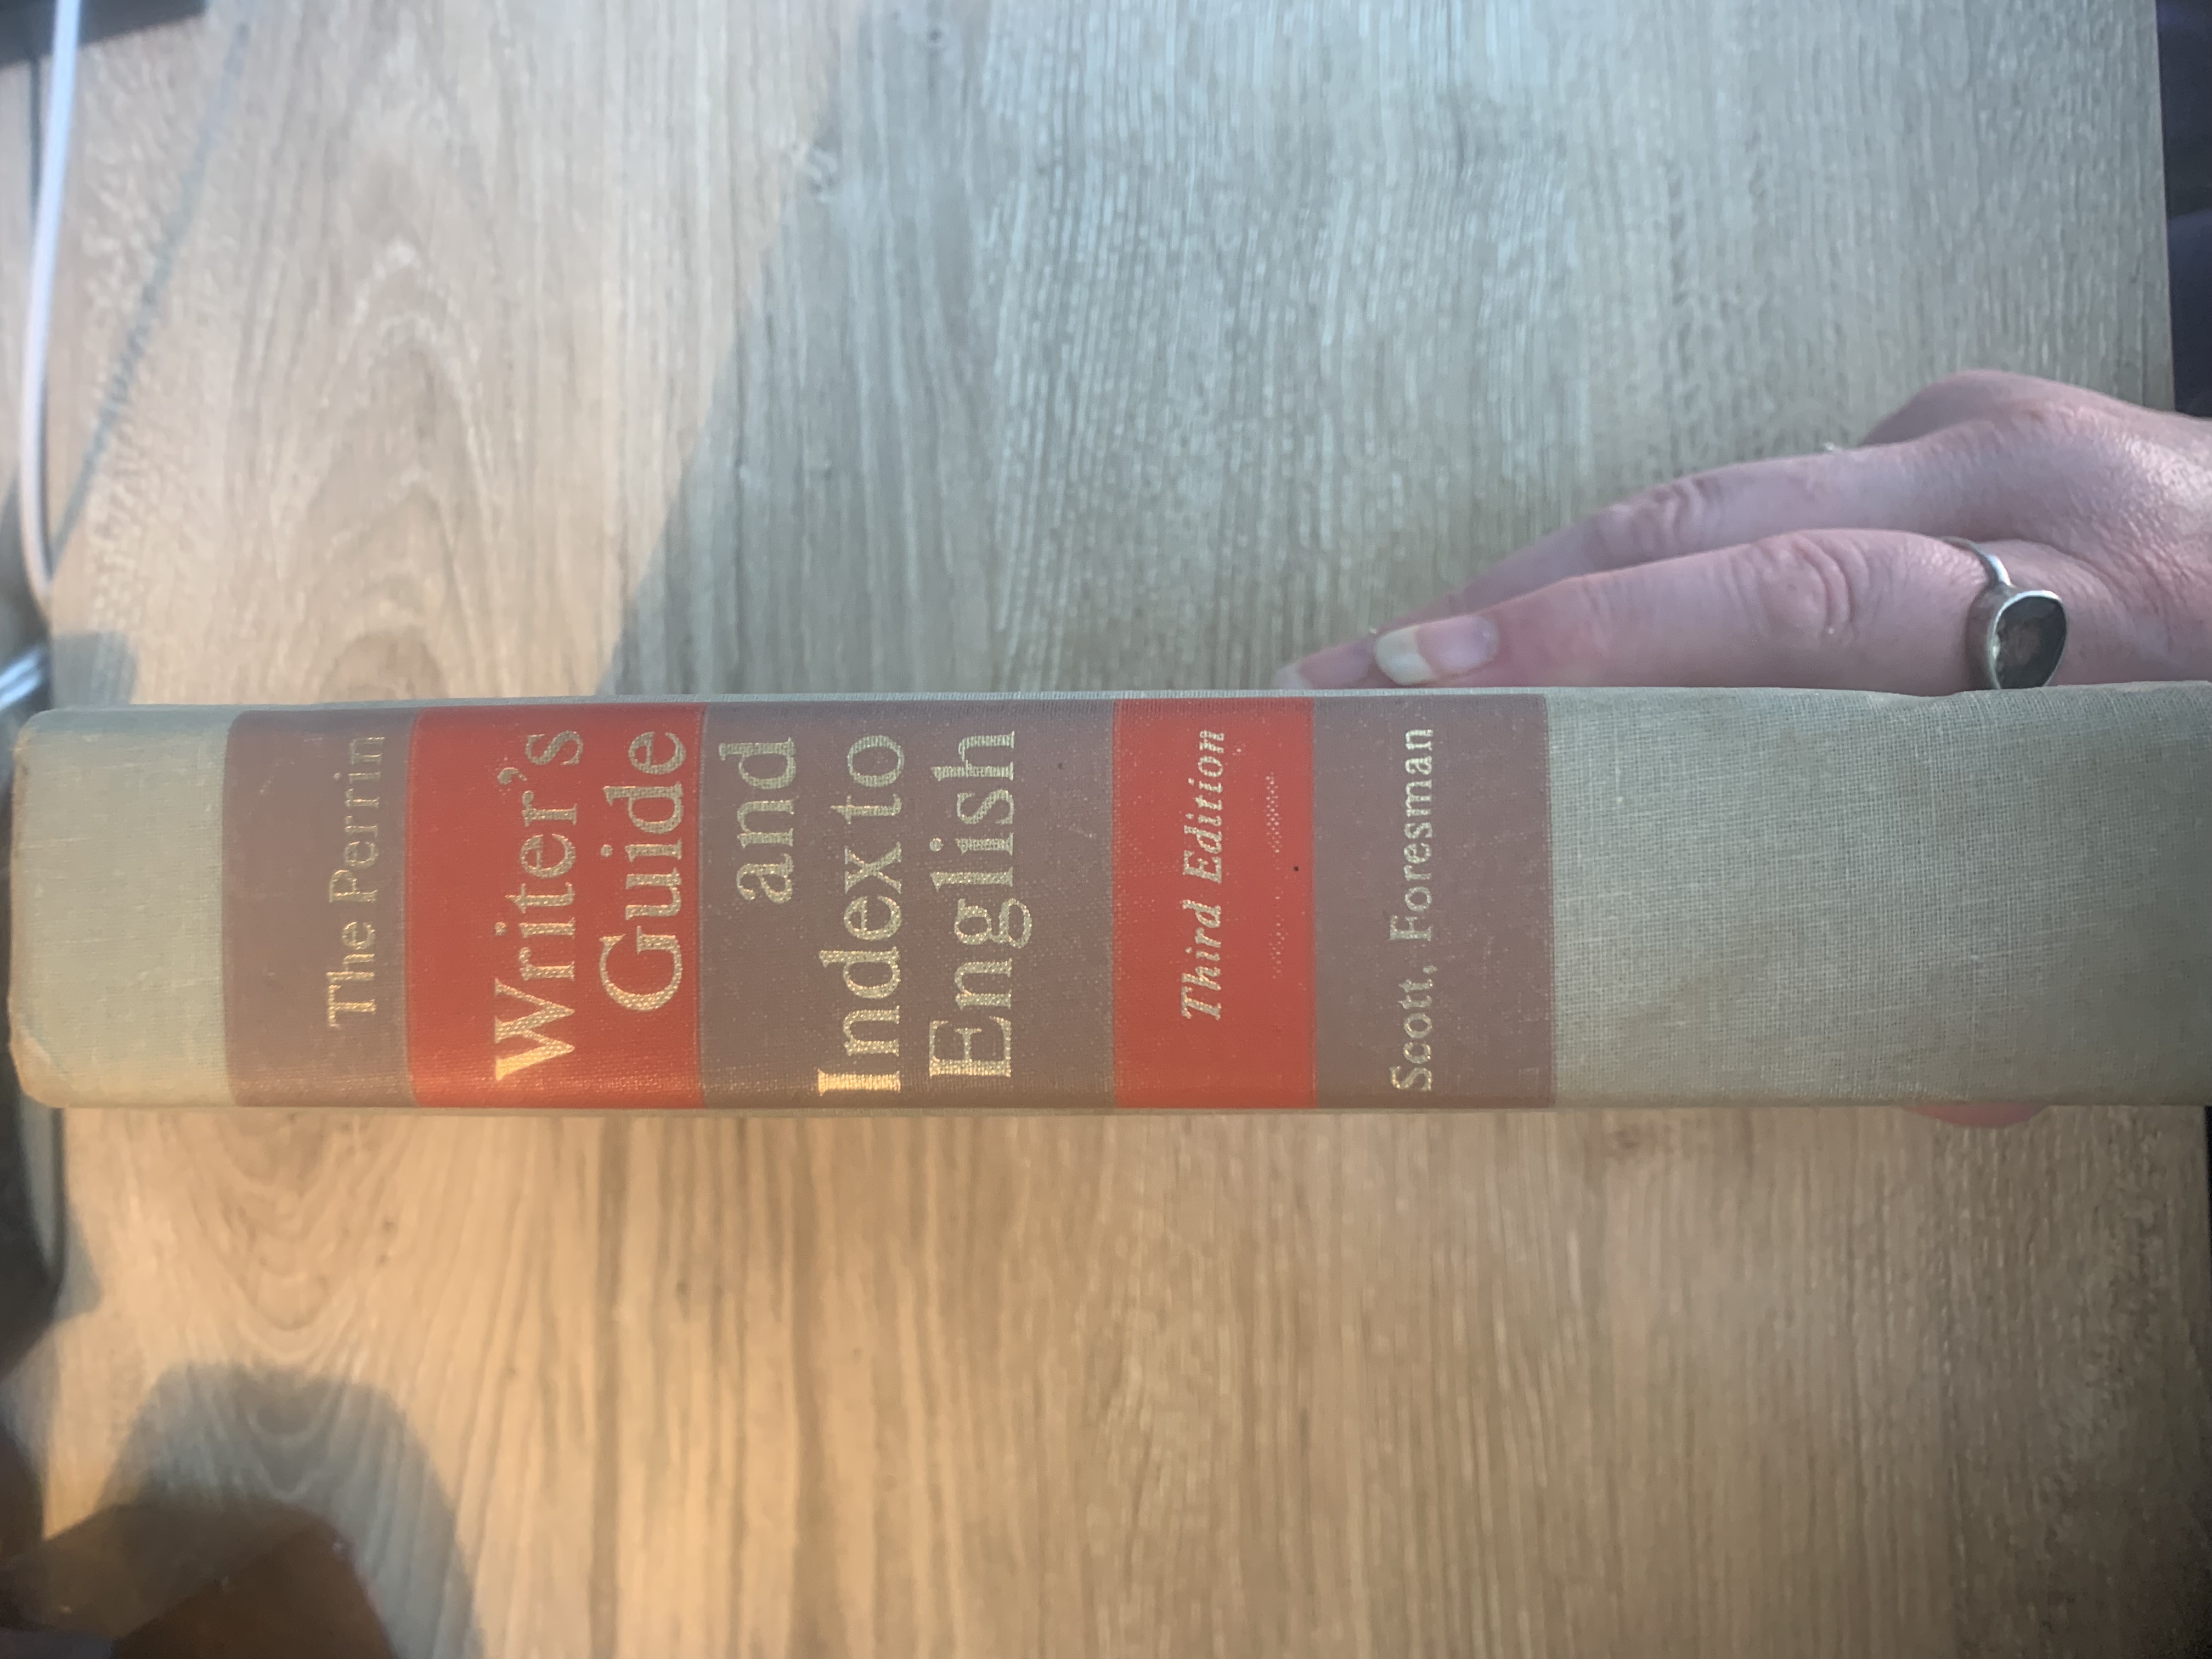 The Perrin
Writer's
Guide
and
Index to
English
Third Edition
Scott, Foresman